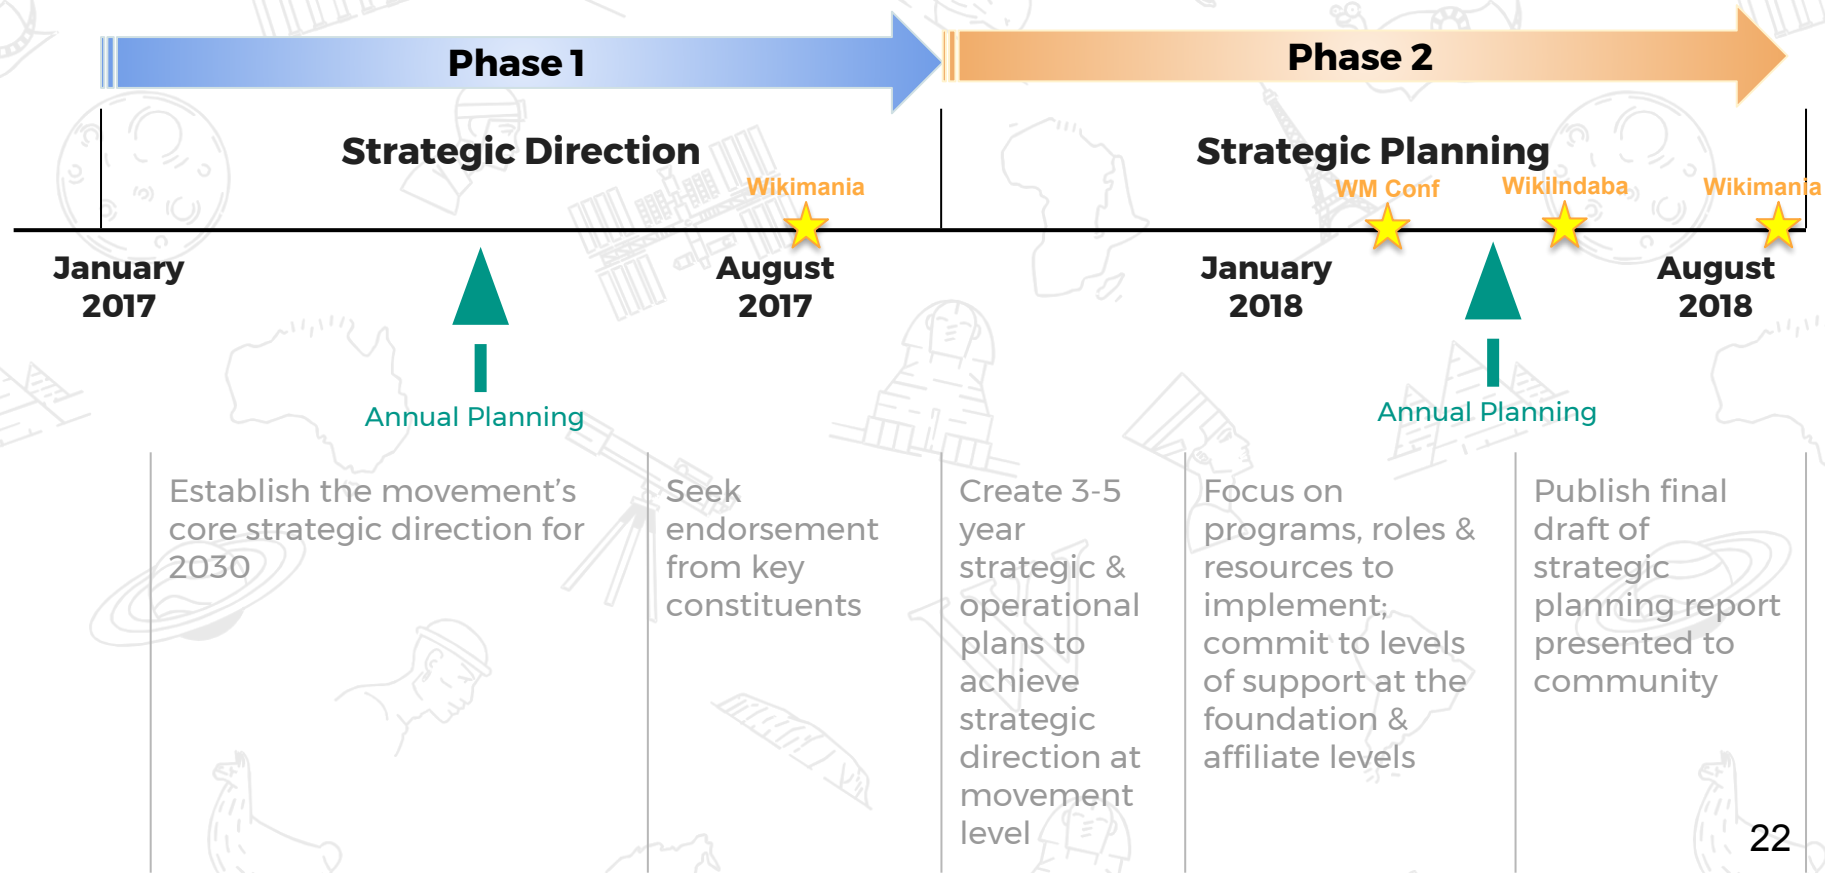 Phase 1
Phase 2
Strategic Direction
Strategic Planning
Wikimania
WM Conf
WikiIndaba
Wikimania
January
2017
August
2017
January
2018
August
2018
Annual Planning
Annual Planning
Establish the movement's
core strategic direction for
2030
Seek
endorsement
from key
constituents
Create 3-5
year
strategic &
operational
plans to
achieve
strategic
direction at
movement
level
Focus on
programs, roles &
resources to
implement;
commit to levels
of support at the
foundation &
affiliate levels
Publish final
draft of
strategic
planning report
presented to
community
22